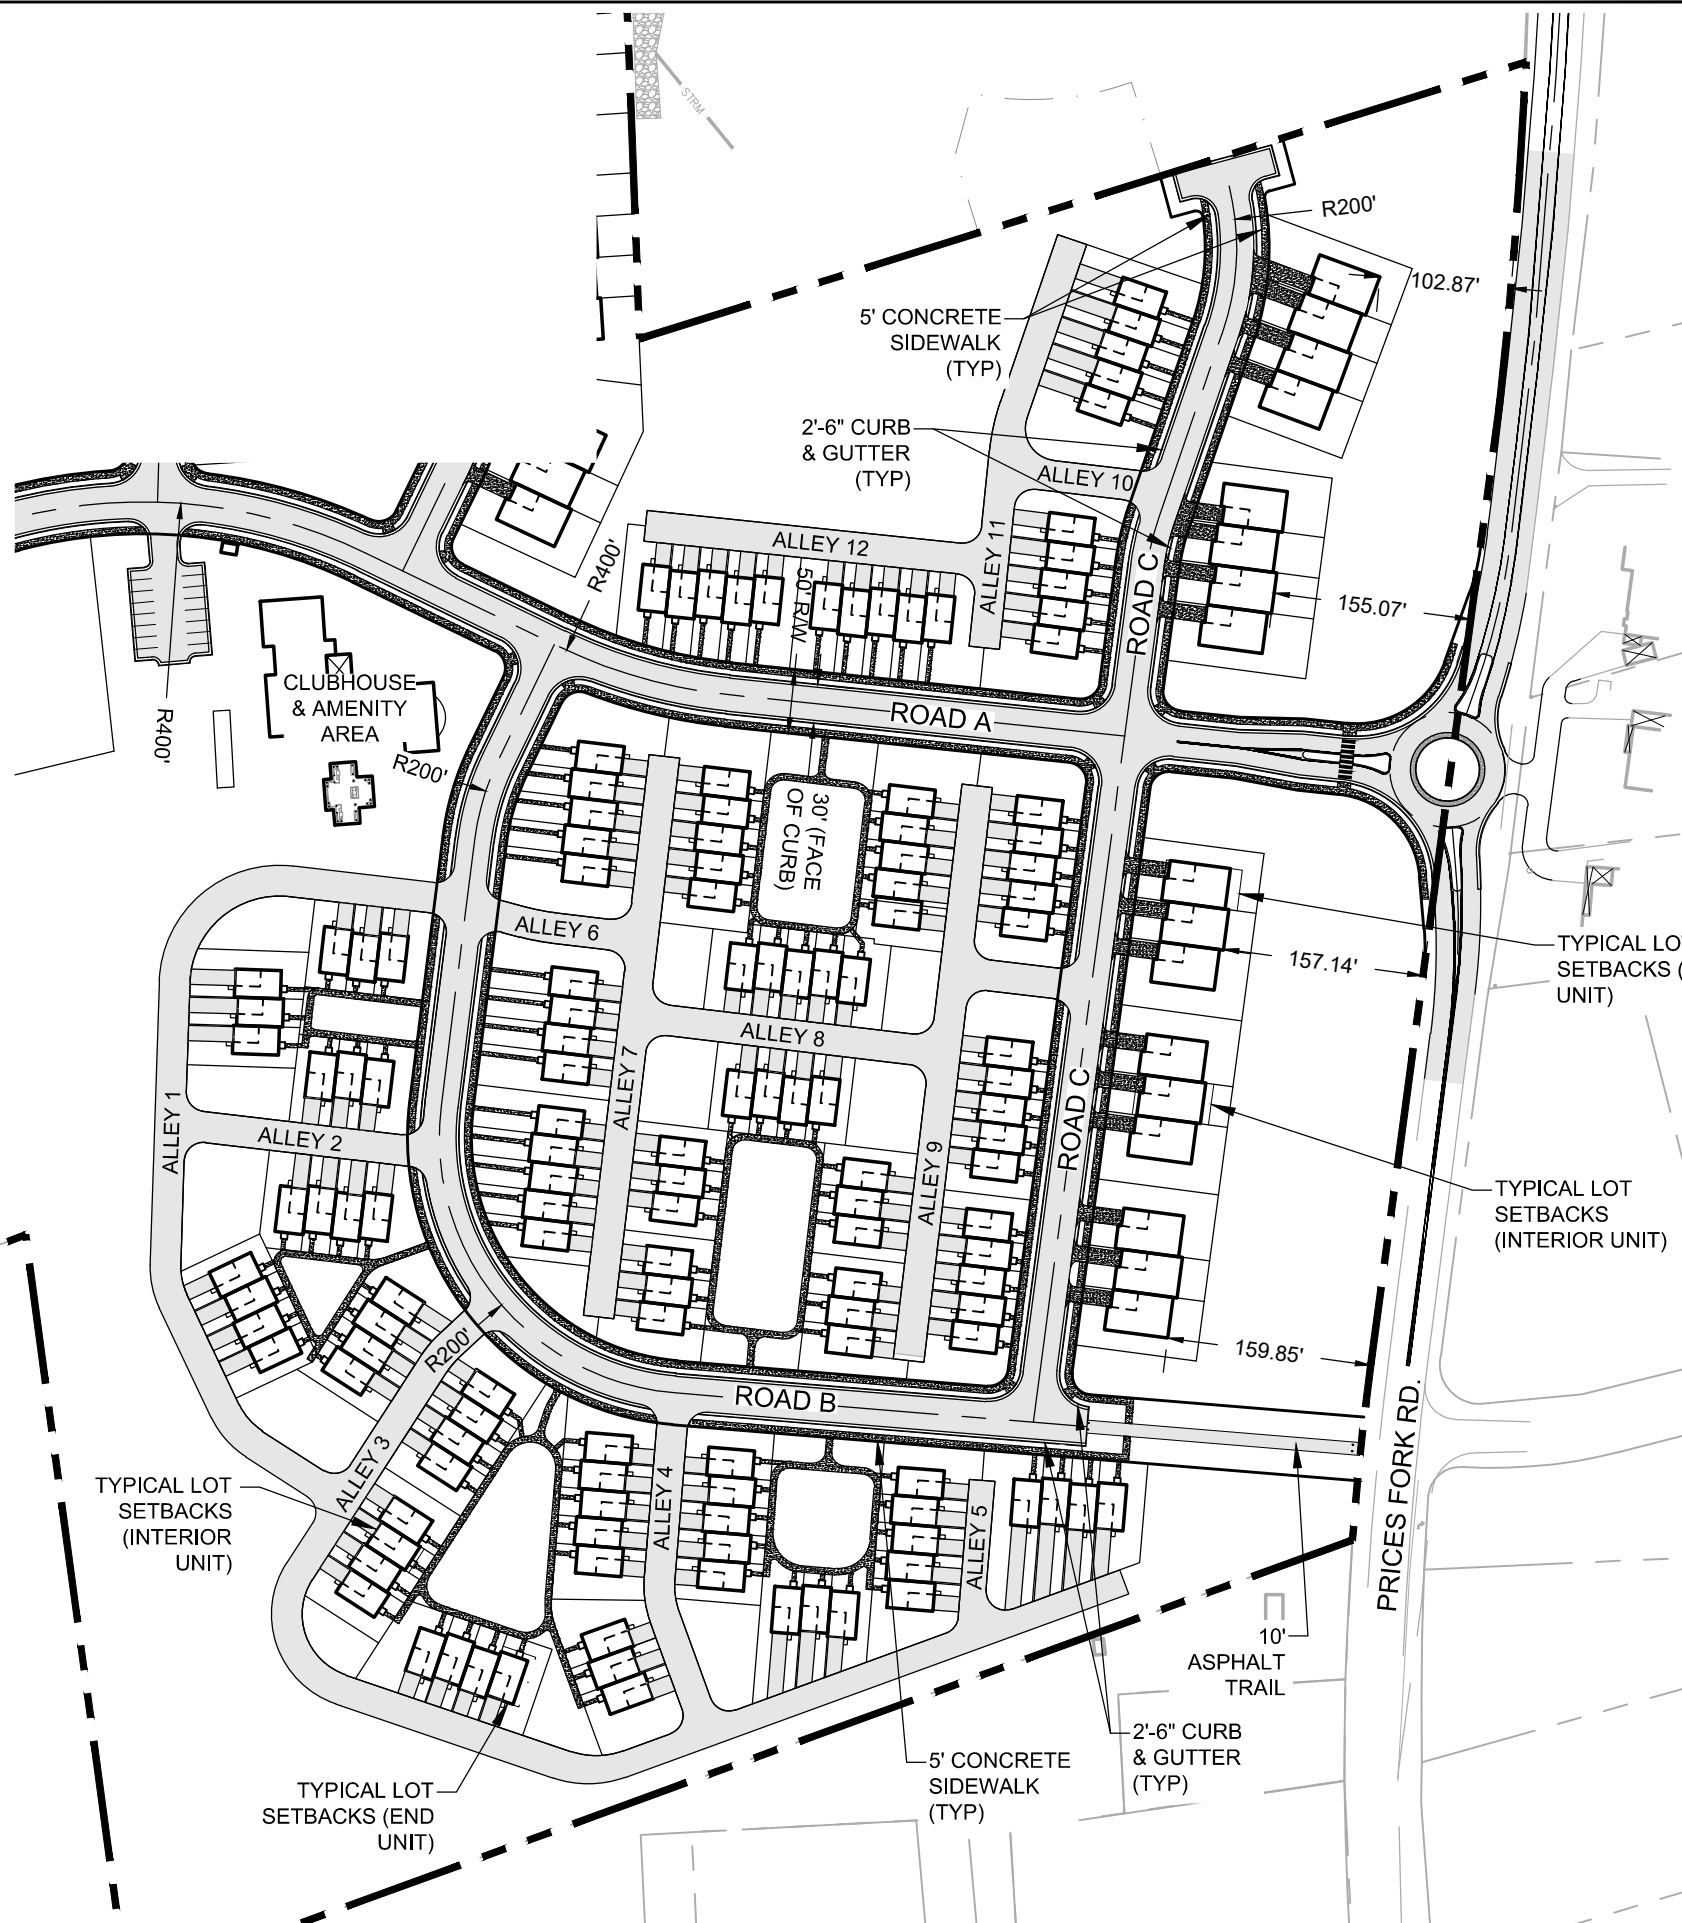 STRM
R200'
102.87'
5' CONCRETE
SIDEWALK
(TYP)
2'-6" CURB
& GUTTER
(TYP)
ALLEY 10
ALLEY 12
ALLEY 11
R400'
50' R/W
ROAD C
155.07'
CLUBHOUSE
& AMENITY
AREA
R400'
R200'
ROAD A
30' (FACE
OF CURB)
ALLEY 6
157.14'
TYPICAL LOT
SETBACKS (
UNIT)
ALLEY 8
ALLEY 7
ALLEY 1
ALLEY 2
ROAD C
ALLEY 9
TYPICAL LOT
SETBACKS
(INTERIOR UNIT)
R200'
159.85'
ROAD B
PRICES FORK RD.
ALLEY 3
TYPICAL LOT
SETBACKS
(INTERIOR
UNIT)
ALLEY 4
ALLEY 5
10'
ASPHALT
TRAIL
2'-6" CURB
& GUTTER
(TYP)
5' CONCRETE
SIDEWALK
(TYP)
TYPICAL LOT
SETBACKS (END
UNIT)